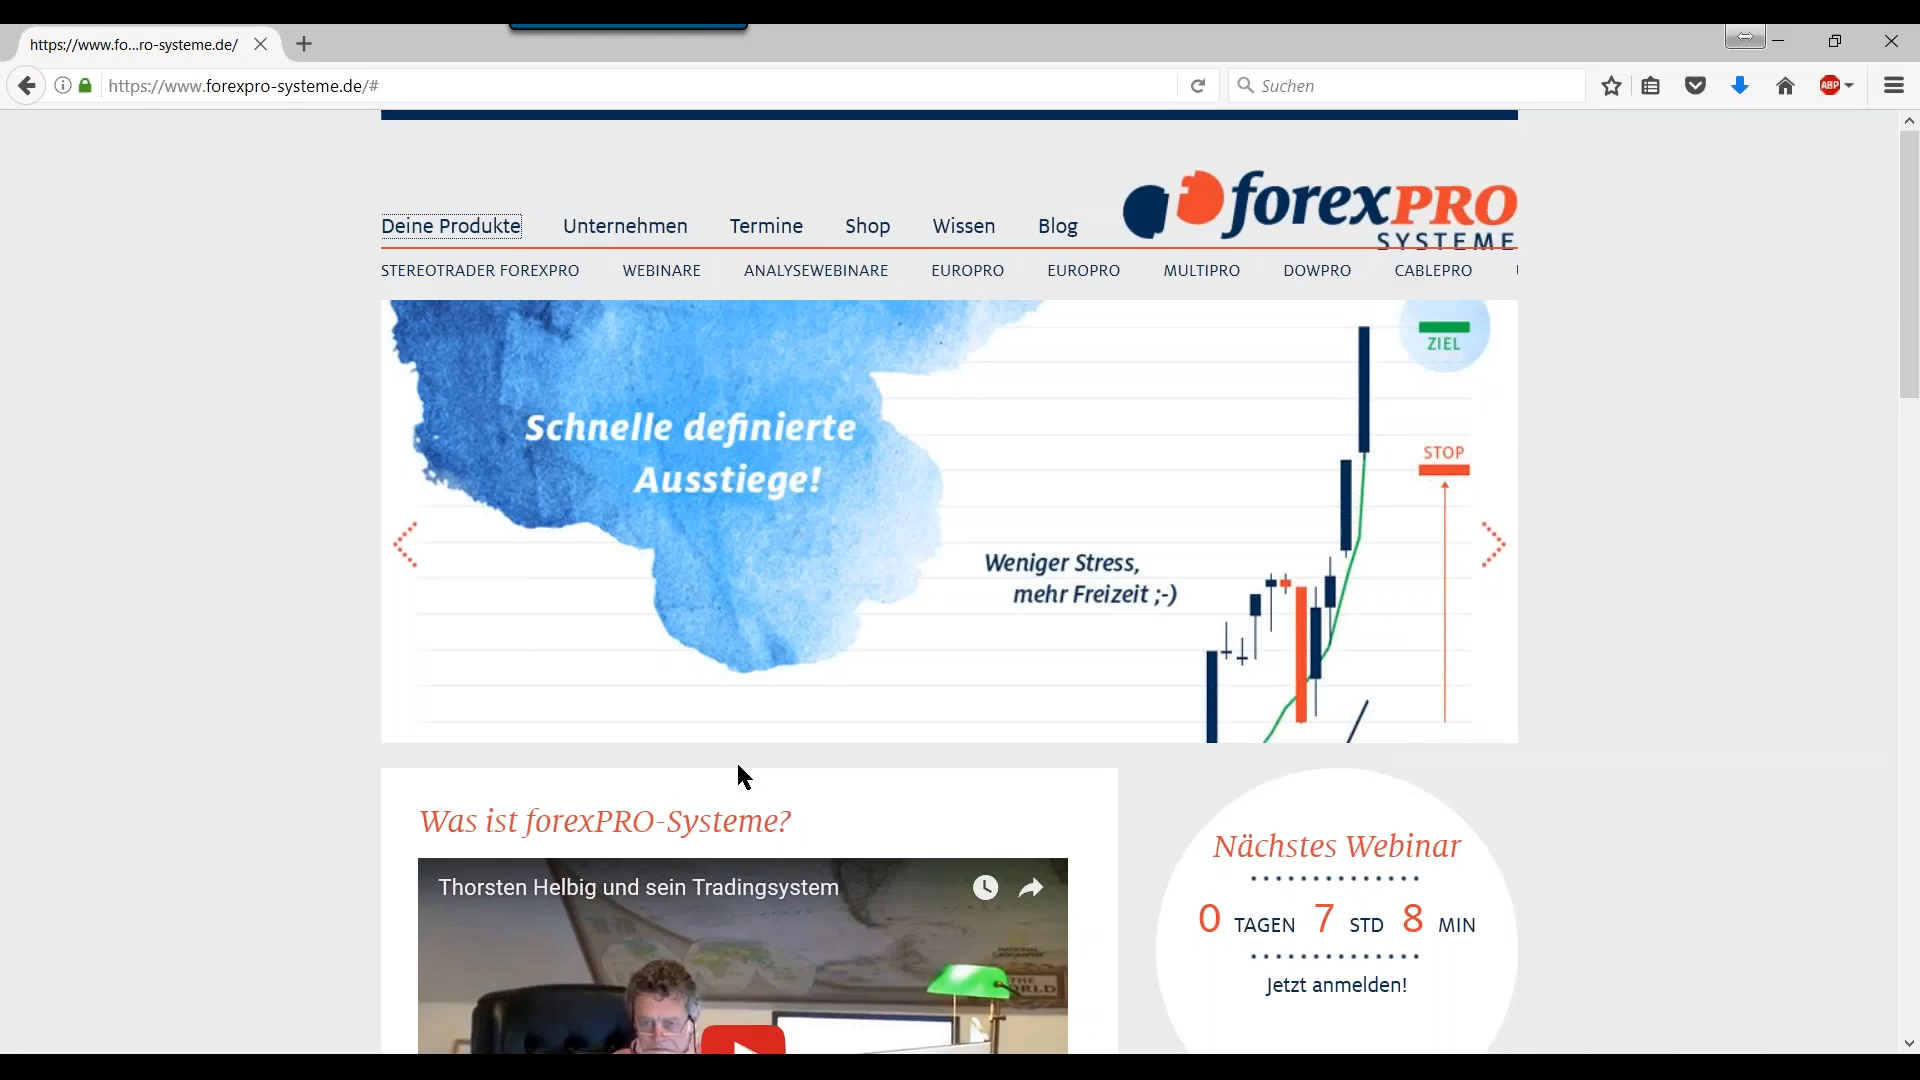 https://www.fo...ro-systeme.de/
https://www.forexpro-systeme.de/#
Suchen
ABP
forexPRO
SYSTEME
Deine Produkte Unternehmen Termine Shop Wissen Blog
STEREOTRADER FOREXPRO WEBINARE ANALYSEWEBINARE EUROPRO EUROPRO MULTIPRO DOWPRO CABLEPRO
ZIEL
Schnelle definierte
Ausstiege!
STOP
Weniger Stress,
mehr Freizeit ;-)
Was ist forexPRO-Systeme?
Thorsten Helbig und sein Tradingsystem
Nächstes Webinar
0 TAGEN 7 STD 8 MIN
Jetzt anmelden!